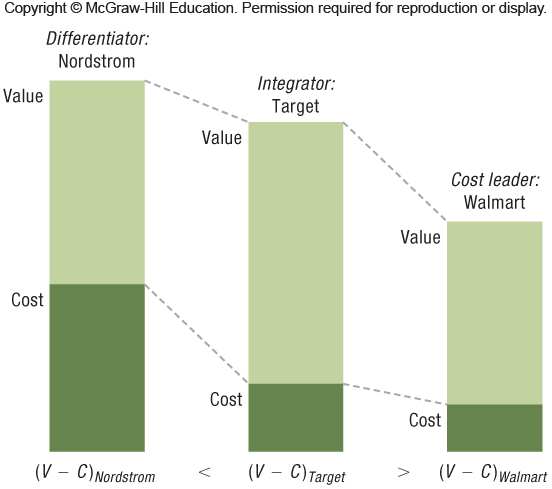 Copyright © McGraw-Hill Education. Permission required for reproduction or display.
Differentiator:
Nordstrom
Value
Cost
Integrator:
Target
Value
Cost
Cost leader:
Walmart
Value
Cost
(V − C)Nordstrom < (V − C)Target > (V − C)Walmart